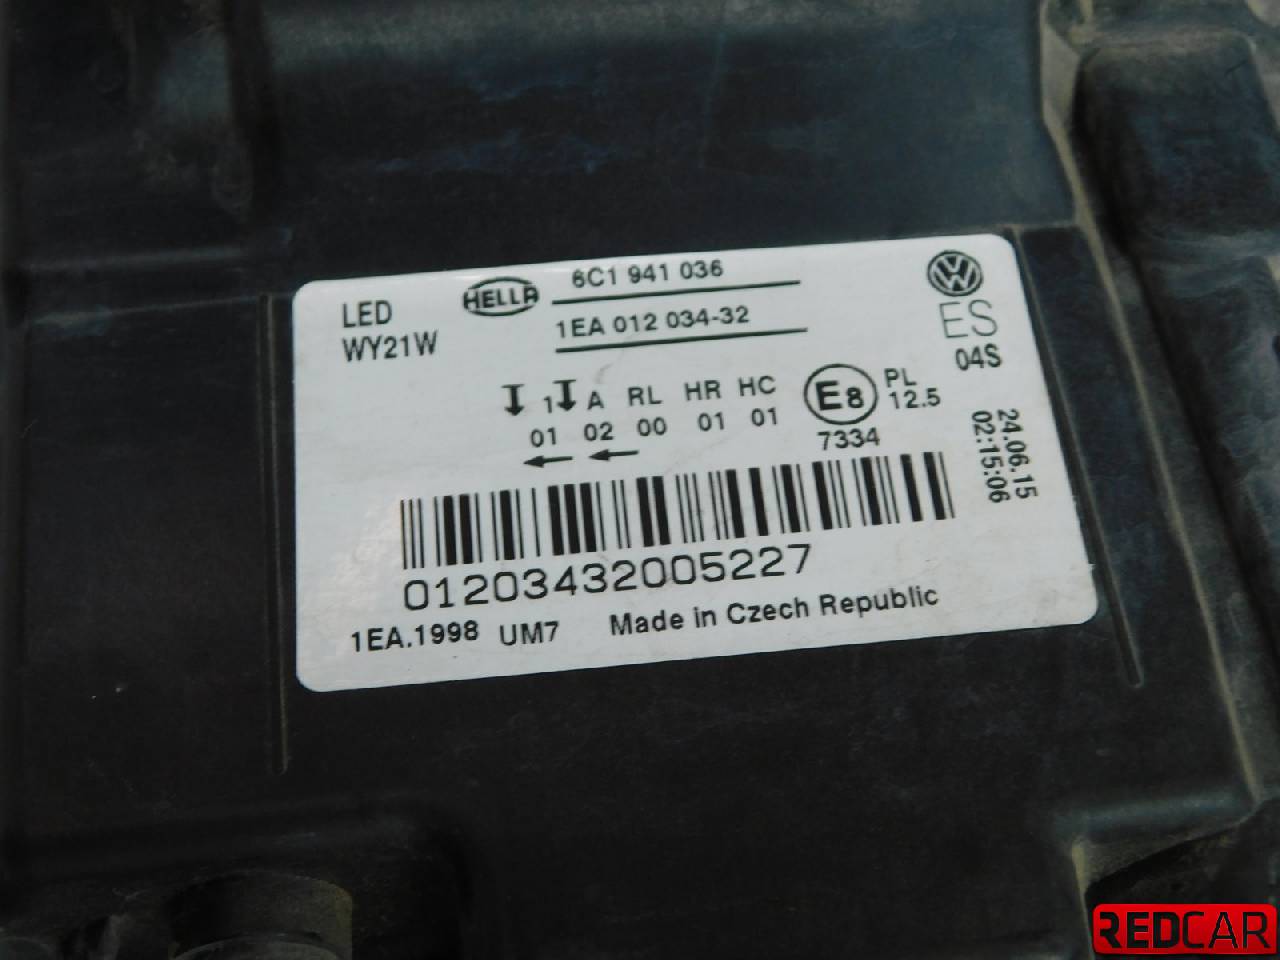 LED
WY21W
HELLA
6C1 941 036
1EA 012 034-32
ES
04S
1 A RL HR HC
01 02 00 01 01
E8
PL
12.5
7334
24.06.15
02:15:06
01203432005227
1EA.1998 UM7 Made in Czech Republic
REDCAR